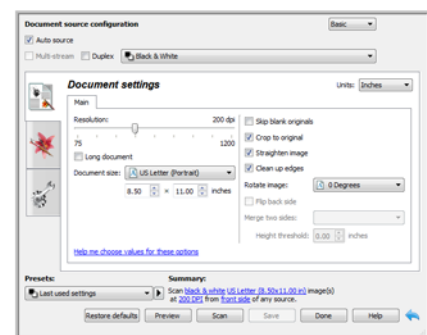 Document source configuration
Basic
Auto source
Multi-stream
Duplex
Black & White
Document settings
Units:
Inches
Main
Resolution:
200 dpi
75
1200
Long document
Document size:
US Letter (Portrait)
8.50
×
11.00
inches
Skip blank originals
Crop to original
Straighten image
Clean up edges
Rotate image:
0 Degrees
Flip back side
Merge two sides:
Height threshold:
0.00
inches
Help me choose values for these options
Presets:
Last used settings
Summary:
Scan black & white US Letter (8.50x11.00 in) image(s)
at 200 DPI from front side of any source.
Restore defaults
Preview
Scan
Save
Done
Help